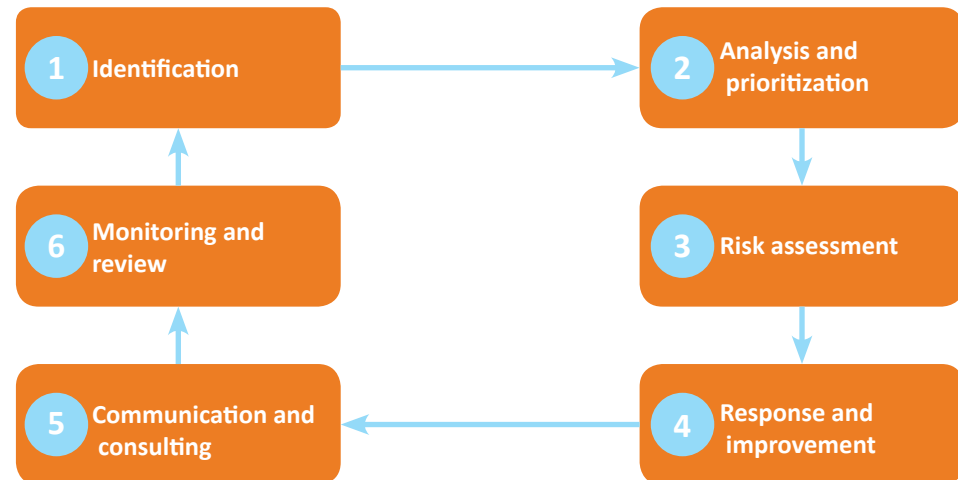 1
Identification
2
Analysis and
prioritization
3
Risk assessment
4
Response and
improvement
5
Communication and
consulting
6
Monitoring and
review